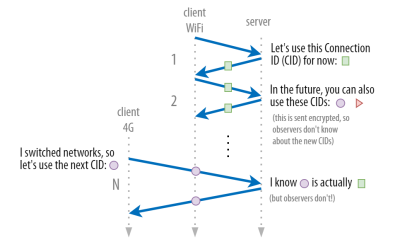 client
WiFi
server
1
Let's use this Connection
ID (CID) for now:
2
In the future, you can also
use these CIDs:
(this is sent encrypted, so
observers don't know
about the new CIDs)
client
4G
I switched networks, so
let's use the next CID:
N
I know is actually
(but observers don't!)